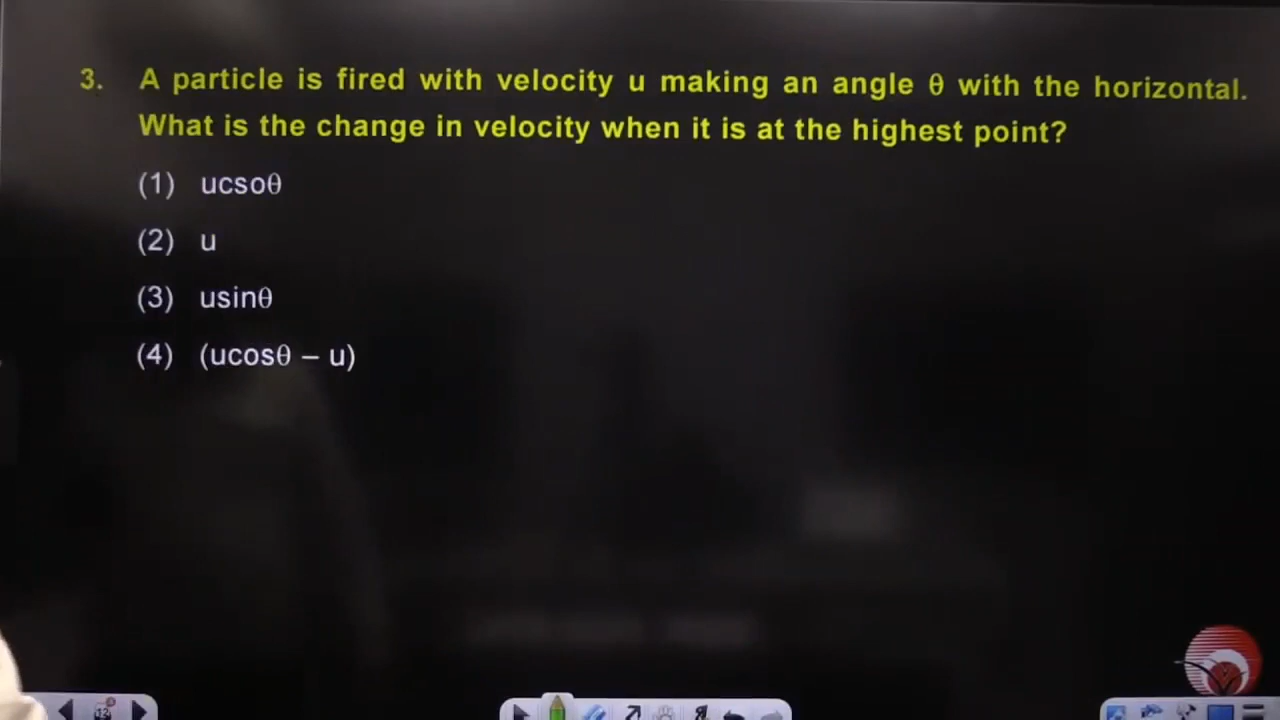 3. A particle is fired with velocity u making an angle θ with the horizontal.
What is the change in velocity when it is at the highest point?
(1) ucsoθ
(2) u
(3) usinθ
(4) (ucosθ – u)